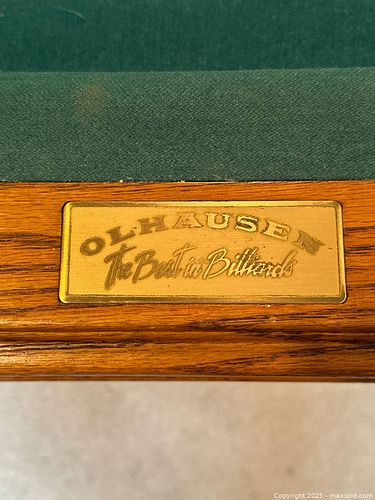 OLHAUSEN
The Best in Billiards
Copyright 2025 - maxsold.com